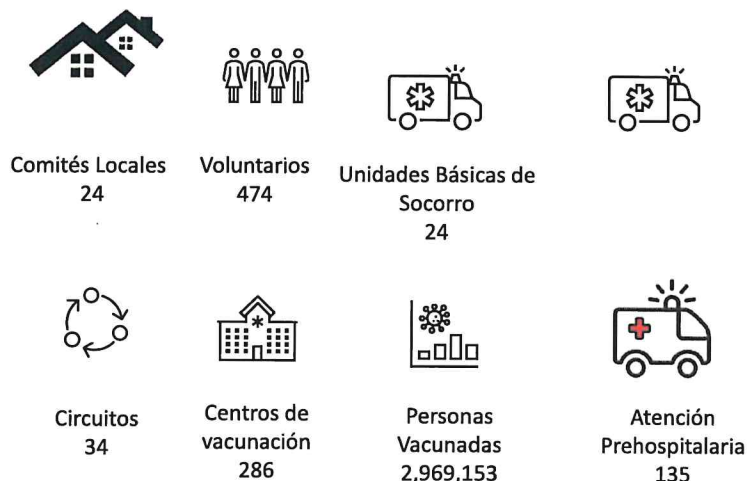 Comités Locales
24
Voluntarios
474
Unidades Básicas de
Socorro
24
Circuitos
34
Centros de
vacunación
286
Personas
Vacunadas
2,969,153
Atención
Prehospitalaria
135